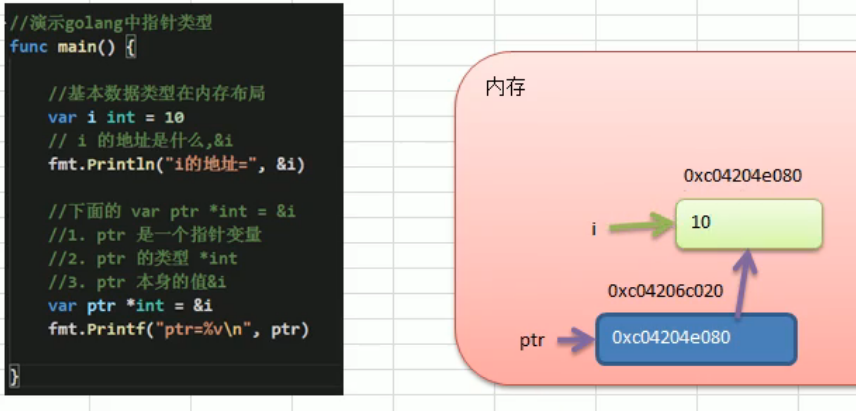 //演示golang中指针类型
func main() {
//基本数据类型在内存布局
var i int = 10
// i 的地址是什么,&i
fmt.Println("i的地址=", &i)
//下面的 var ptr *int = &i
//1. ptr 是一个指针变量
//2. ptr 的类型 *int
//3. ptr 本身的值&i
var ptr *int = &i
fmt.Printf("ptr=%v\n", ptr)
}
内存
0xc04204e080
i
10
0xc04206c020
ptr
0xc04204e080